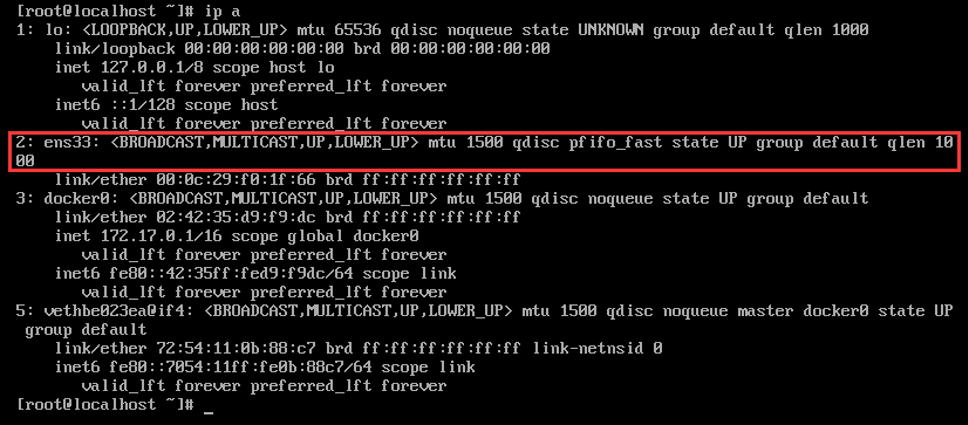 [root@localhost ~]# ip a
1: lo: <LOOPBACK,UP,LOWER_UP> mtu 65536 qdisc noqueue state UNKNOWN group default qlen 1000
    link/loopback 00:00:00:00:00:00 brd 00:00:00:00:00:00
    inet 127.0.0.1/8 scope host lo
       valid_lft forever preferred_lft forever
    inet6 ::1/128 scope host
       valid_lft forever preferred_lft forever
2: ens33: <BROADCAST,MULTICAST,UP,LOWER_UP> mtu 1500 qdisc pfifo_fast state UP group default qlen 10
00
    link/ether 00:0c:29:f0:1f:66 brd ff:ff:ff:ff:ff:ff
3: docker0: <BROADCAST,MULTICAST,UP,LOWER_UP> mtu 1500 qdisc noqueue state UP group default
    link/ether 02:42:35:d9:f9:dc brd ff:ff:ff:ff:ff:ff
    inet 172.17.0.1/16 scope global docker0
       valid_lft forever preferred_lft forever
    inet6 fe80::42:35ff:fed9:f9dc/64 scope link
       valid_lft forever preferred_lft forever
5: vethbe023ea@if4: <BROADCAST,MULTICAST,UP,LOWER_UP> mtu 1500 qdisc noqueue master docker0 state UP
 group default
    link/ether 72:54:11:0b:88:c7 brd ff:ff:ff:ff:ff:ff link-netnsid 0
    inet6 fe80::7054:11ff:fe0b:88c7/64 scope link
       valid_lft forever preferred_lft forever
[root@localhost ~]# _